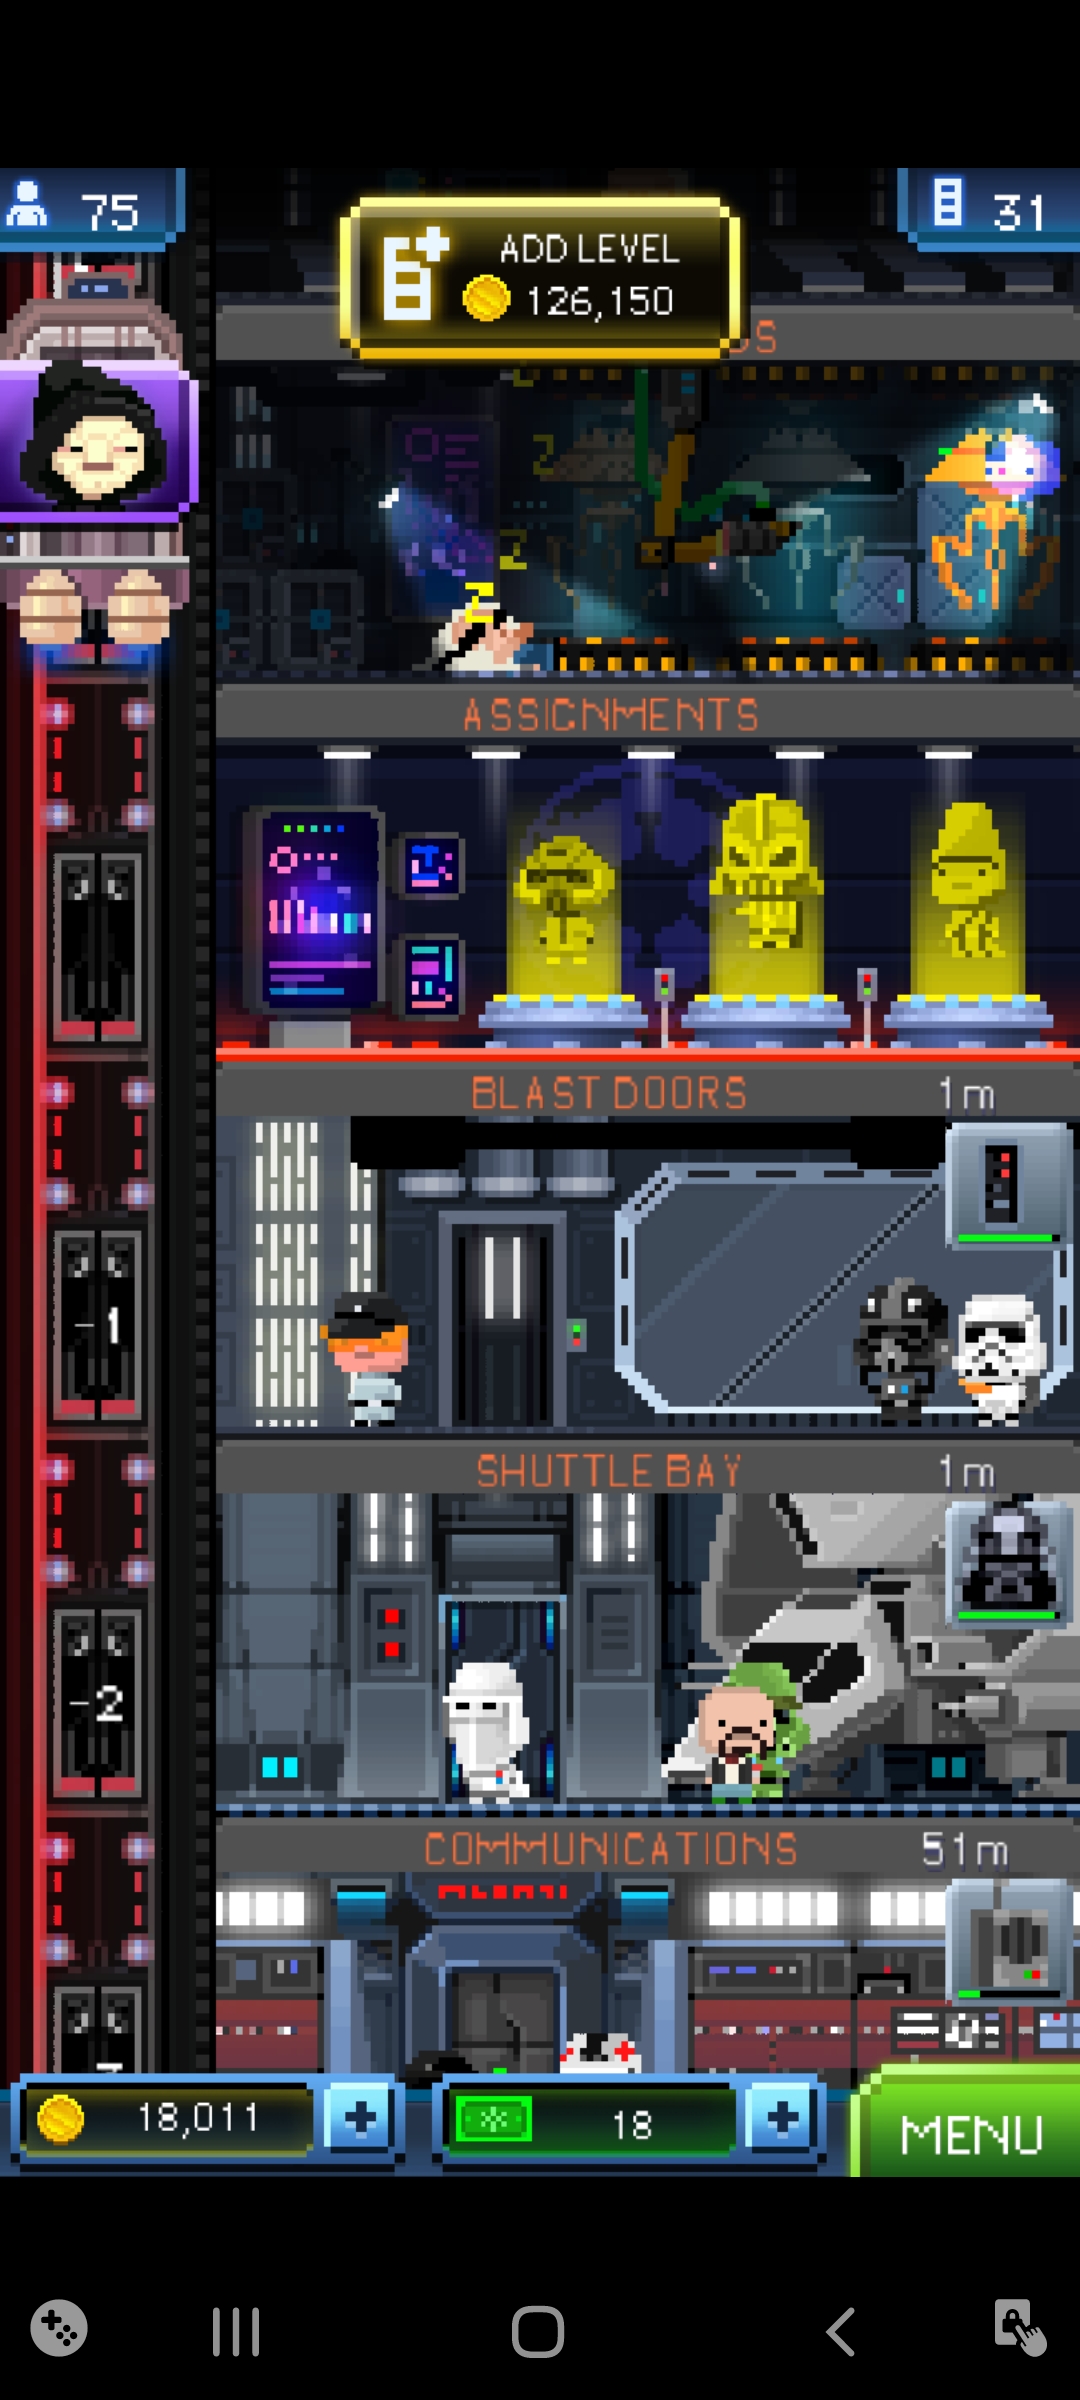 75
ADD LEVEL
126,150
31
DS
Z
Z
Z
ASSIGNMENTS
BLAST DOORS
1m
-1
SHUTTLE BAY
1m
-2
COMMUNICATIONS
51m
18,011
18
MENU